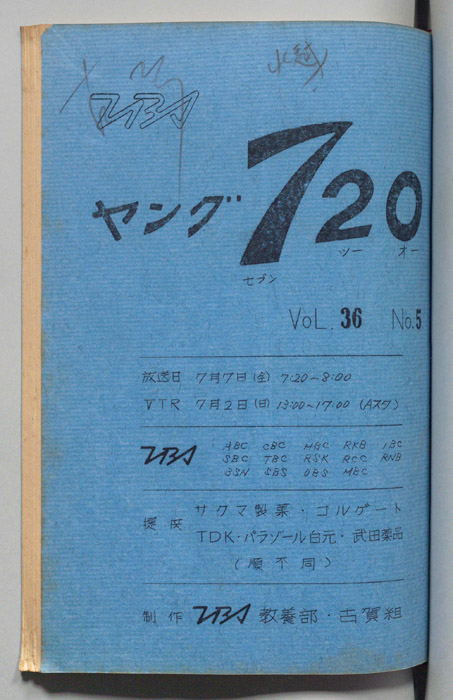 水越
TBS
ヤング720
セブン ツー オー
VOL. 36 No.5
放送日 7月7日(金) 7:20~8:00
VTR 7月2日(日) 13:00~17:00 (Aスタ)
TBS
ABC CBC HBC RKB IBC
SBC TBC RSK RCC RNB
BSN SBS OBS MBC
提供 サクマ製菓・コルゲート
TDK・パラゾール白元・武田薬品
(順不同)
制作 TBS 教養部・古賀組